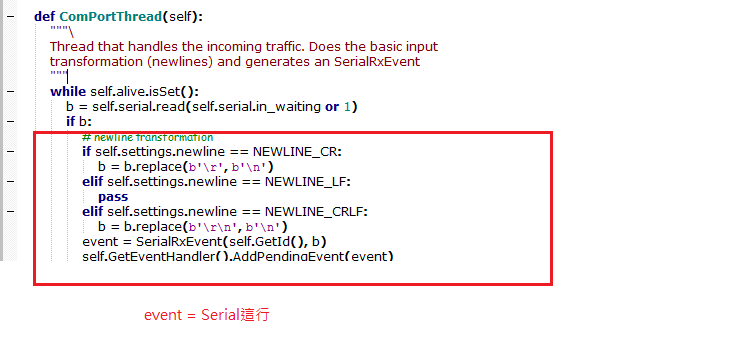 def ComPortThread(self):
"""\
Thread that handles the incoming traffic. Does the basic input
transformation (newlines) and generates an SerialRxEvent
"""
while self.alive.isSet():
b = self.serial.read(self.serial.in_waiting or 1)
if b:
# newline transformation
if self.settings.newline == NEWLINE_CR:
b = b.replace(b'\r', b'\n')
elif self.settings.newline == NEWLINE_LF:
pass
elif self.settings.newline == NEWLINE_CRLF:
b = b.replace(b'\r\n', b'\n')
event = SerialRxEvent(self.GetId(), b)
self.GetEventHandler().AddPendingEvent(event)
event = Serial這行